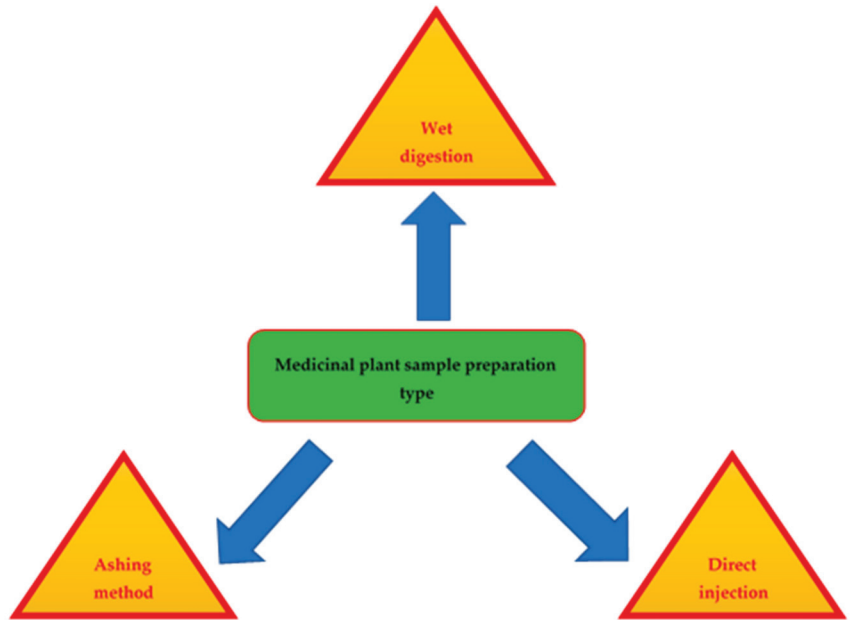 Wet
digestion
Medicinal plant sample preparation
type
Ashing
method
Direct
injection